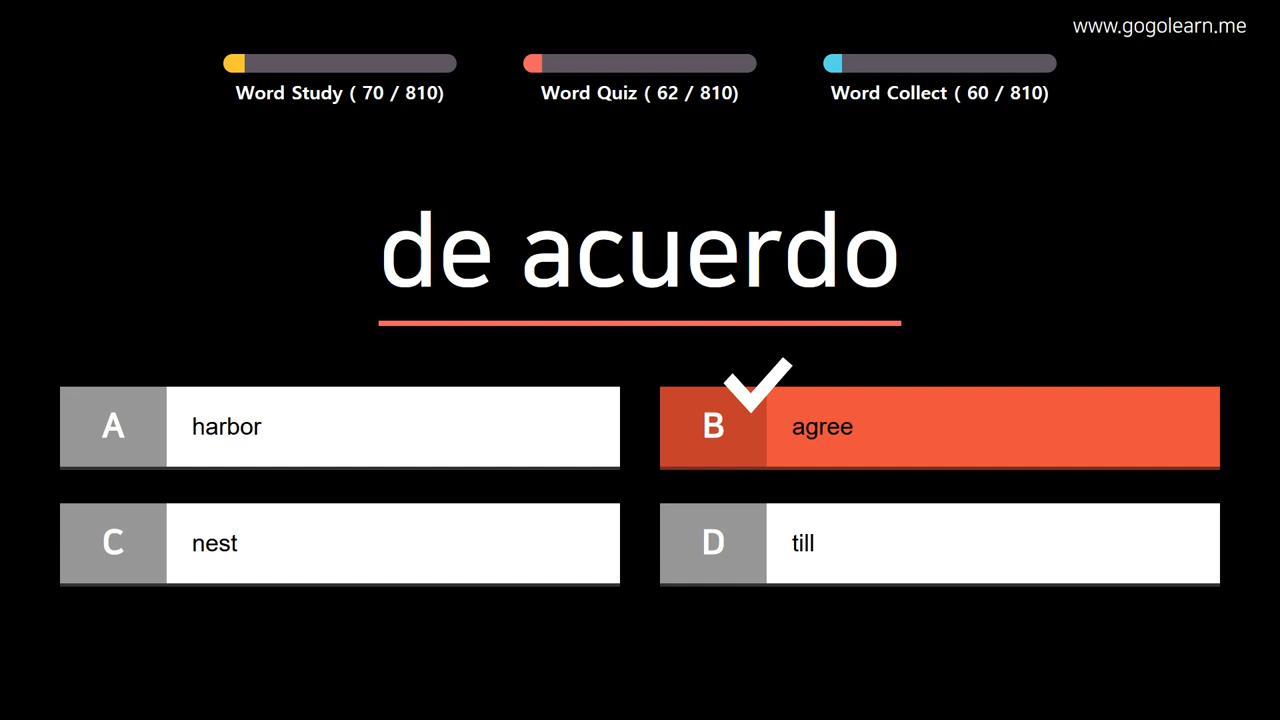 www.gogolearn.me
Word Study ( 70 / 810)
Word Quiz ( 62 / 810)
Word Collect ( 60 / 810)
de acuerdo
A harbor
B agree
C nest
D till